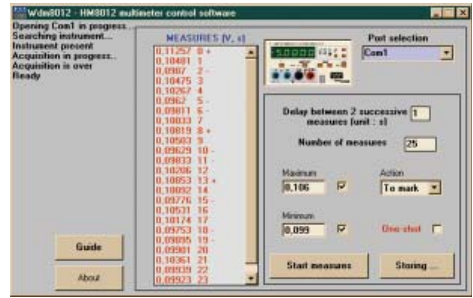 Wdm8012 - HM8012 multimeter control software
Opening Com1 in progress
Searching instrument...
Instrument present
Acquisition in progress..
Acquisition is over
Ready
MEASURES (V, s)
0,11257 0 +
0,10481 1
0,0987 2 -
0,10475 3
0,10267 4
0,0962 5 -
0,09811 6 -
0,10033 7
0,10819 8 +
0,10503 9
0,09629 10 -
0,09833 11 -
0,10206 12
0,10853 13 +
0,10092 14
0,09776 15 -
0,10531 16
0,10174 17
0,09753 18 -
0,09895 19 -
0,09901 20
0,10361 21
0,09939 22
0,09923 23
Port selection
Com1
Delay between 2 successive measures (unit : s)
1
Number of measures
25
Maximum
0,106
Action
To mark
Minimum
0,099
One-shot
Start measures
Storing ...
Guide
About